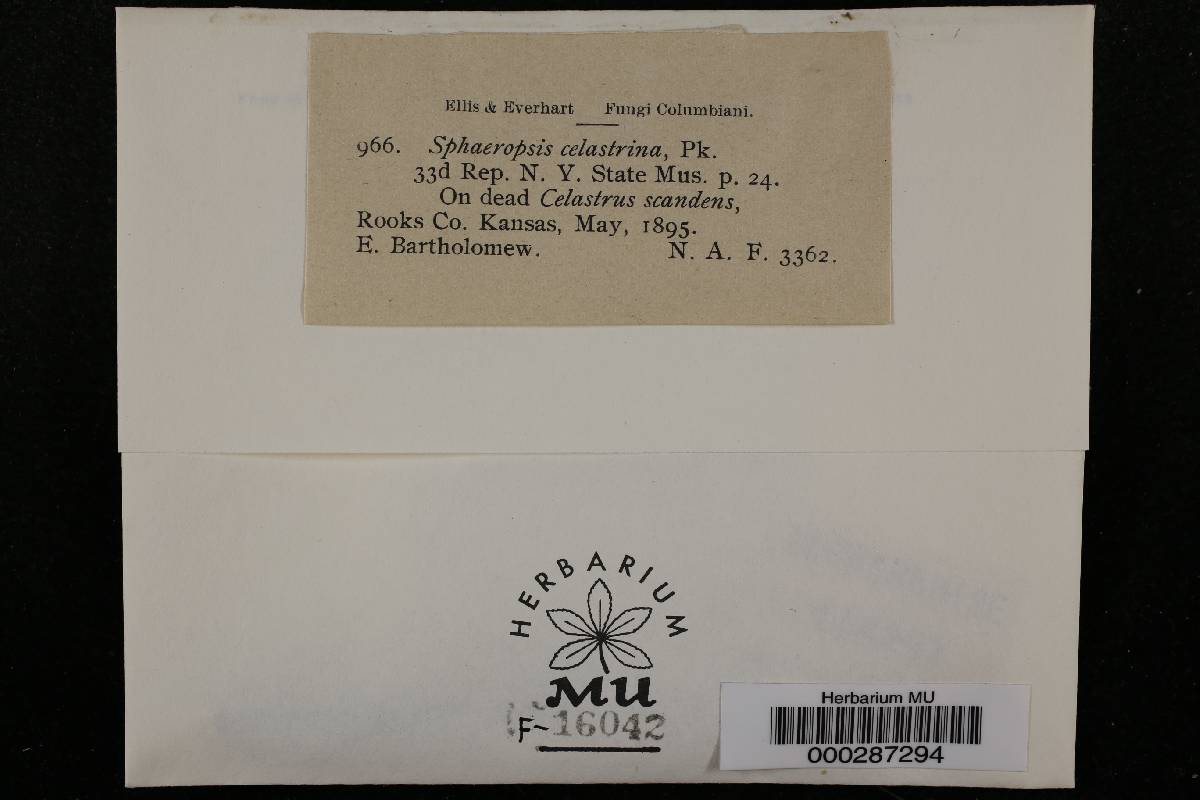 Ellis & Everhart Fungi Columbiani.
966. Sphaeropsis celastrina, Pk.
33d Rep. N. Y. State Mus. p. 24.
On dead Celastrus scandens,
Rooks Co. Kansas, May, 1895.
E. Bartholomew. N. A. F. 3362.
HERBARIUM
MU
F-16042
Herbarium MU
000287294